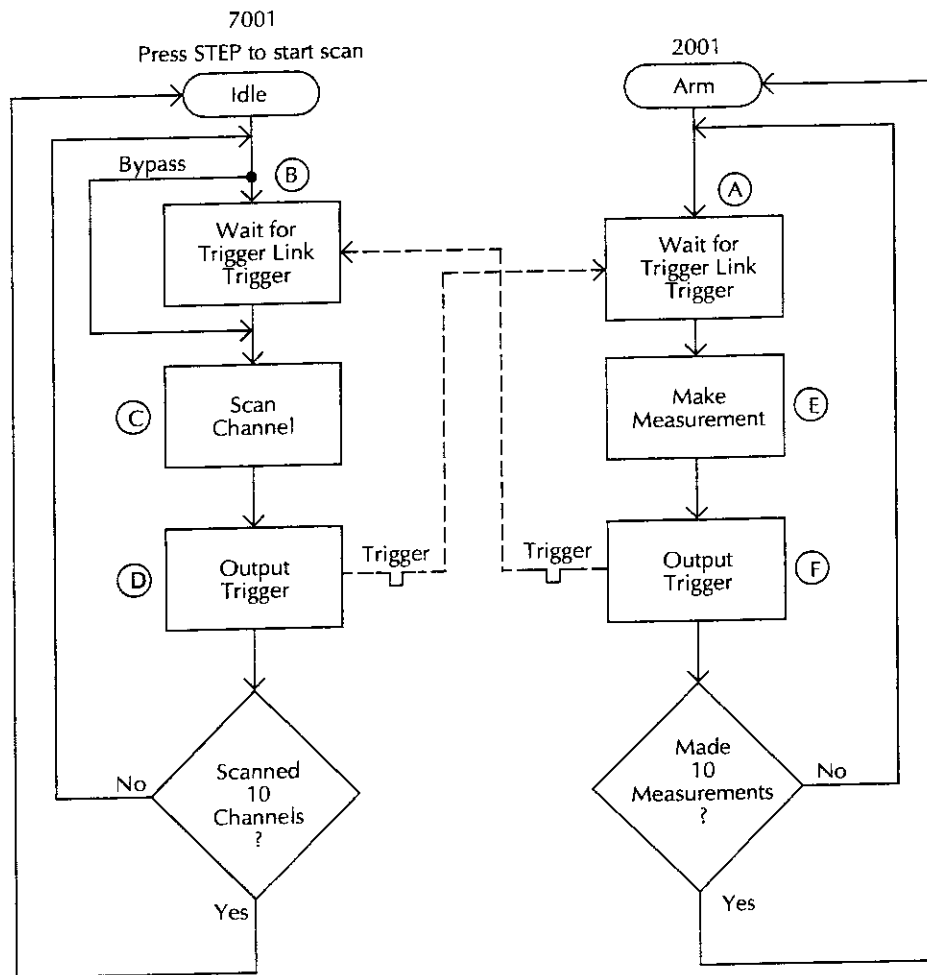 7001
Press STEP to start scan
Idle
Bypass
B
Wait for
Trigger Link
Trigger
C
Scan
Channel
D
Output
Trigger
Trigger
Scanned
10
Channels
?
No
Yes
2001
Arm
A
Wait for
Trigger Link
Trigger
Make
Measurement
E
Trigger
Output
Trigger
F
Made
10
Measurements
?
No
Yes